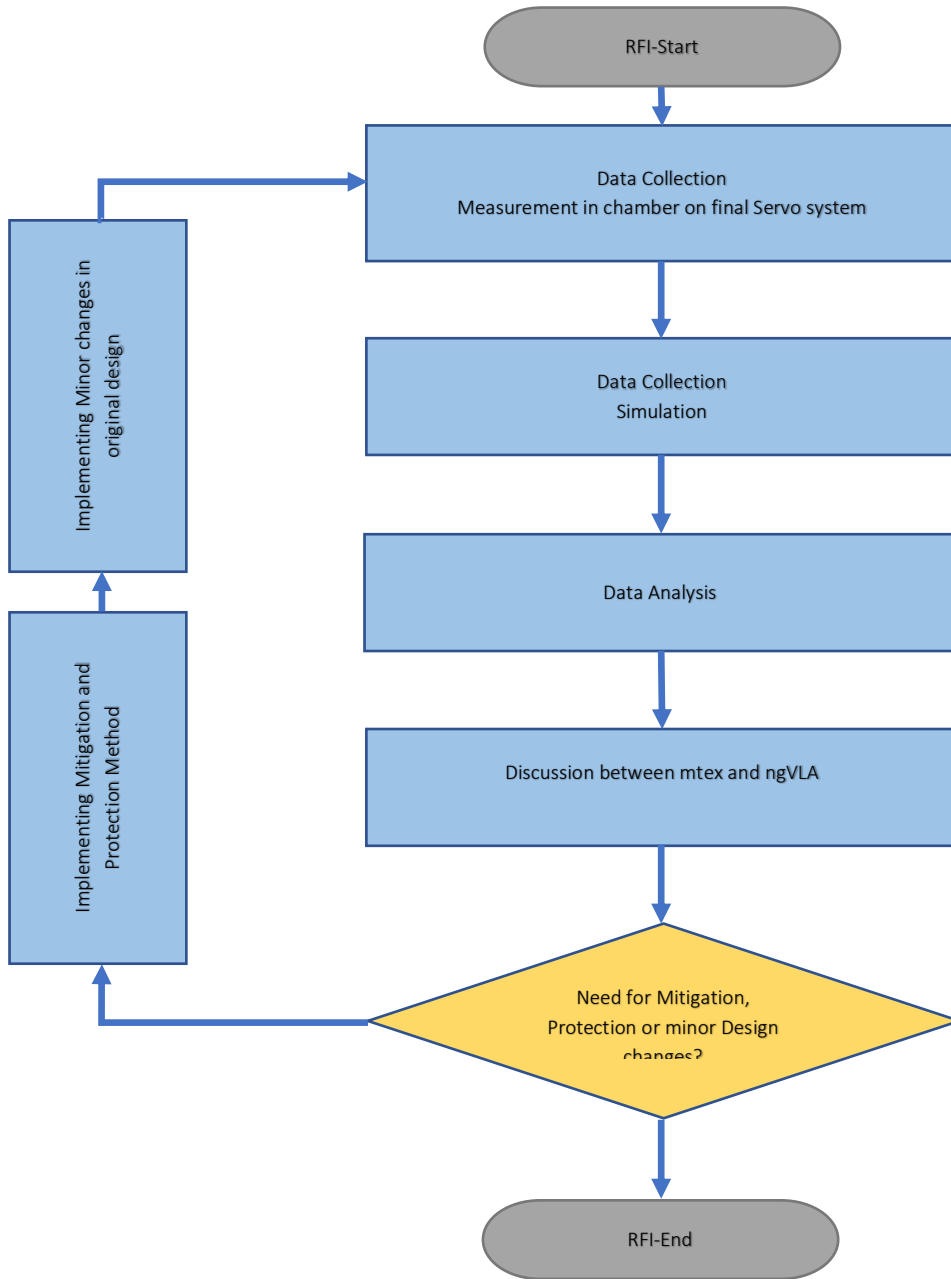 RFI-Start
Data Collection
Measurement in chamber on final Servo system
Implementing Minor changes in
original design
Data Collection
Simulation
Data Analysis
Implementing Mitigation and
Protection Method
Discussion between mtex and ngVLA
Need for Mitigation,
Protection or minor Design
changes?
RFI-End